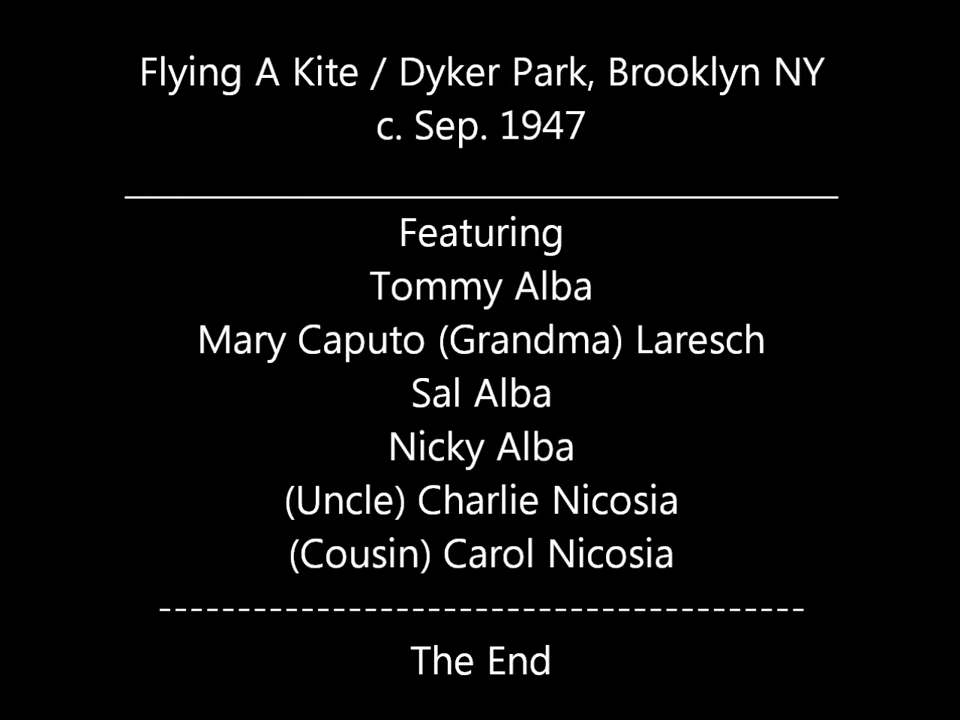 Flying A Kite / Dyker Park, Brooklyn NY
c. Sep. 1947
Featuring
Tommy Alba
Mary Caputo (Grandma) Laresch
Sal Alba
Nicky Alba
(Uncle) Charlie Nicosia
(Cousin) Carol Nicosia
-----------------------------------------
The End